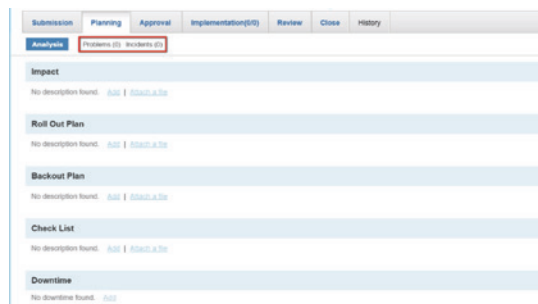 Submission Planning Approval Implementation(0/0) Review Close History
Analysis Problems (0) Incidents (0)
Impact
No description found. Add | Attach a file
Roll Out Plan
No description found. Add | Attach a file
Backout Plan
No description found. Add | Attach a file
Check List
No description found. Add | Attach a file
Downtime
No downtime found. Add